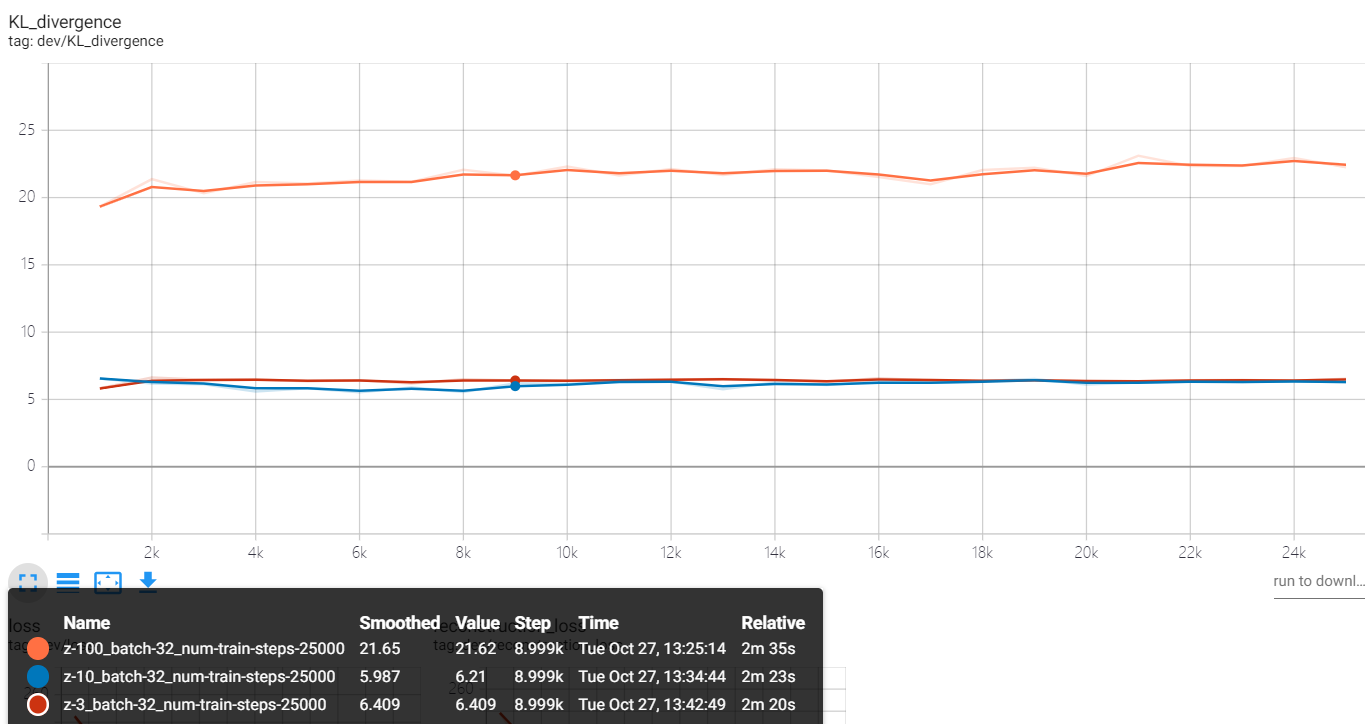 KL_divergence
tag: dev/KL_divergence
25
20
15
10
5
0
2k 4k 6k 8k 10k 12k 14k 16k 18k 20k 22k 24k
run to downl...
loss
reconstruction_loss
Name Smoothed Value Step Time Relative
z-100_batch-32_num-train-steps-25000 21.65 21.62 8.999k Tue Oct 27, 13:25:14 2m 35s
z-10_batch-32_num-train-steps-25000 5.987 6.21 8.999k Tue Oct 27, 13:34:44 2m 23s
z-3_batch-32_num-train-steps-25000 6.409 6.409 8.999k Tue Oct 27, 13:42:49 2m 20s
260 260